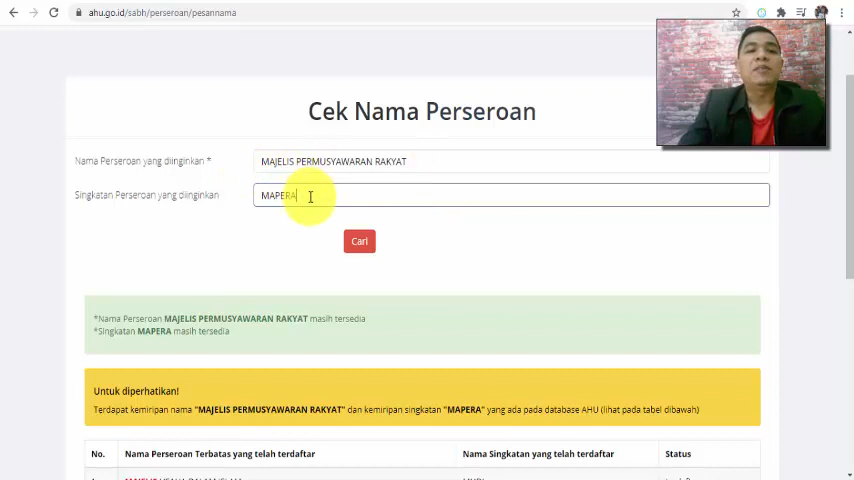 ahu.go.id/sabh/perseroan/pesannama
Cek Nama Perseroan
Nama Perseroan yang diinginkan *
MAJELIS PERMUSYAWARAN RAKYAT
Singkatan Perseroan yang diinginkan
MAPERA
Cari
*Nama Perseroan MAJELIS PERMUSYAWARAN RAKYAT masih tersedia
*Singkatan MAPERA masih tersedia
Untuk diperhatikan!
Terdapat kemiripan nama "MAJELIS PERMUSYAWARAN RAKYAT" dan kemiripan singkatan "MAPERA" yang ada pada database AHU (lihat pada tabel dibawah)
No. Nama Perseroan Terbatas yang telah terdaftar Nama Singkatan yang telah terdaftar Status